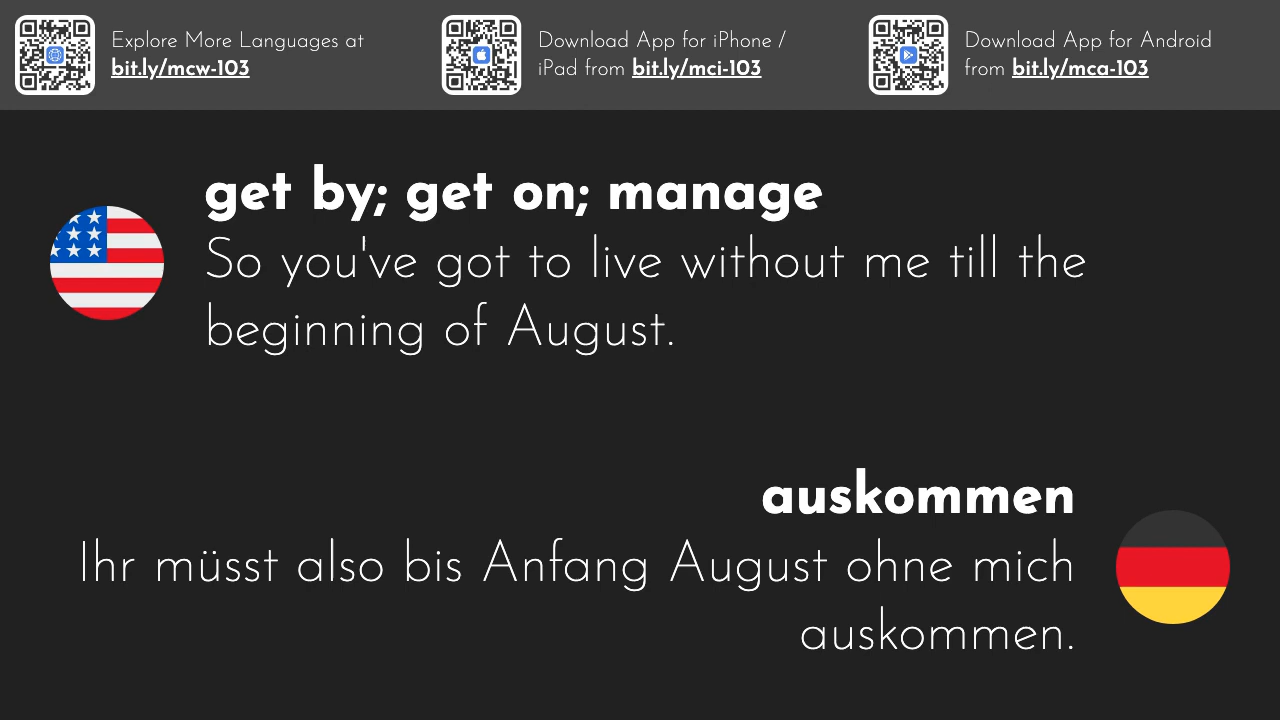 Explore More Languages at
bit.ly/mcw-103
Download App for iPhone /
iPad from bit.ly/mci-103
Download App for Android
from bit.ly/mca-103
get by; get on; manage
So you've got to live without me till the
beginning of August.
auskommen
Ihr müsst also bis Anfang August ohne mich
auskommen.